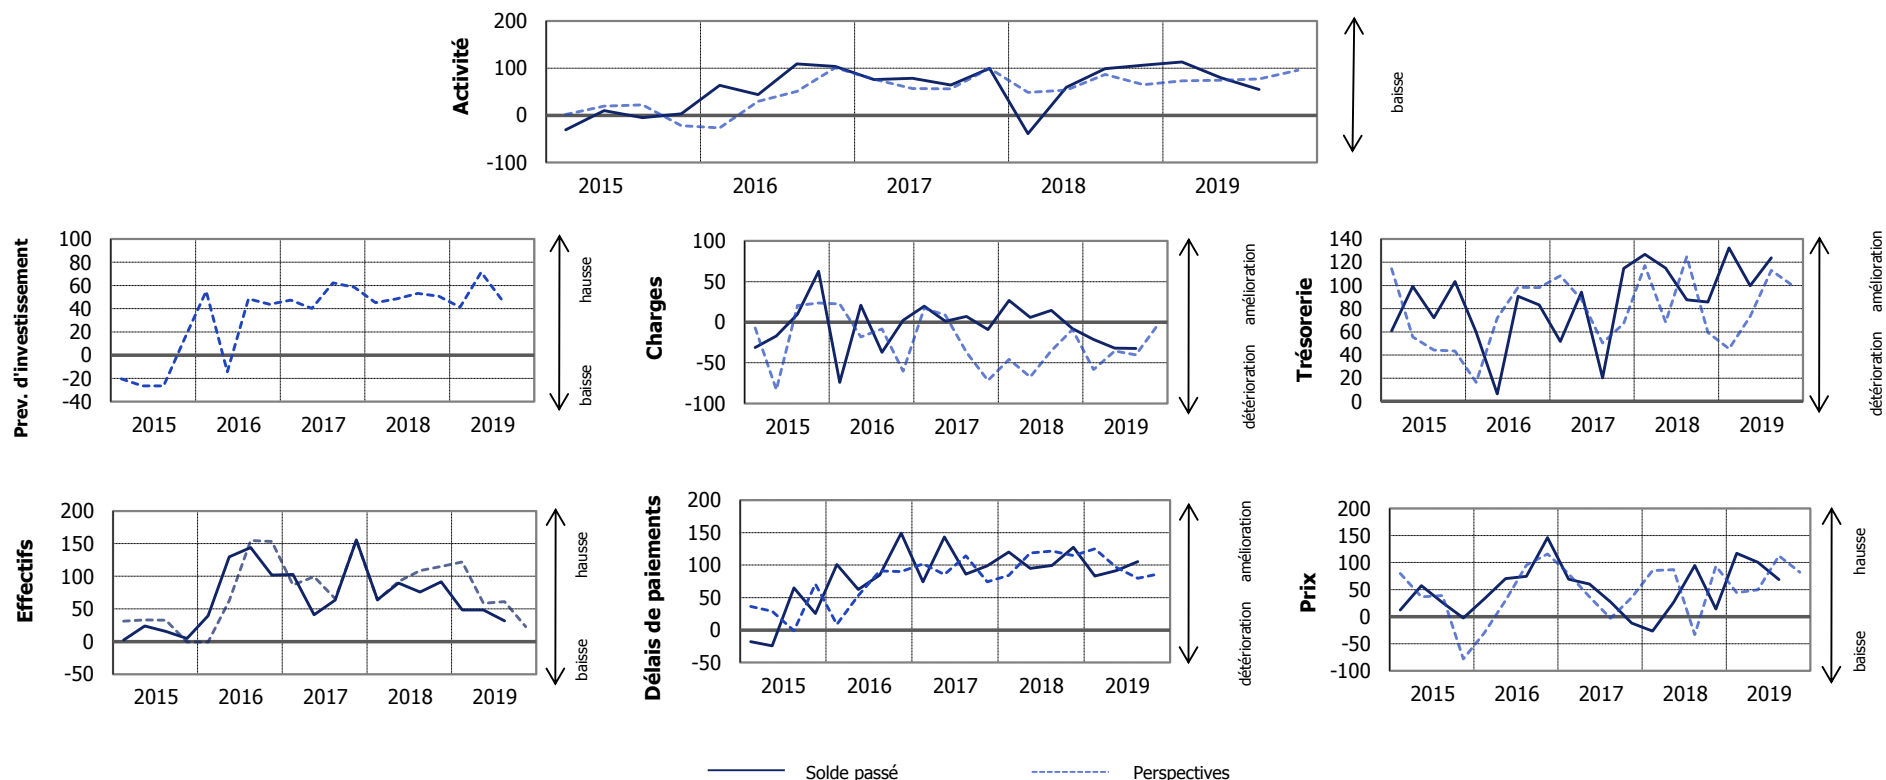 Activité
200
100
0
-100
2015 2016 2017 2018 2019
baisse
Prev. d'investissement
100
80
60
40
20
0
-20
-40
2015 2016 2017 2018 2019
hausse
baisse
Charges
100
50
0
-50
-100
2015 2016 2017 2018 2019
amélioration
détérioration
Trésorerie
140
120
100
80
60
40
20
0
2015 2016 2017 2018 2019
amélioration
détérioration
Effectifs
200
150
100
50
0
-50
2015 2016 2017 2018 2019
hausse
baisse
Délais de paiements
200
150
100
50
0
-50
2015 2016 2017 2018 2019
amélioration
détérioration
Prix
200
150
100
50
0
-50
-100
2015 2016 2017 2018 2019
hausse
baisse
Solde passé Perspectives